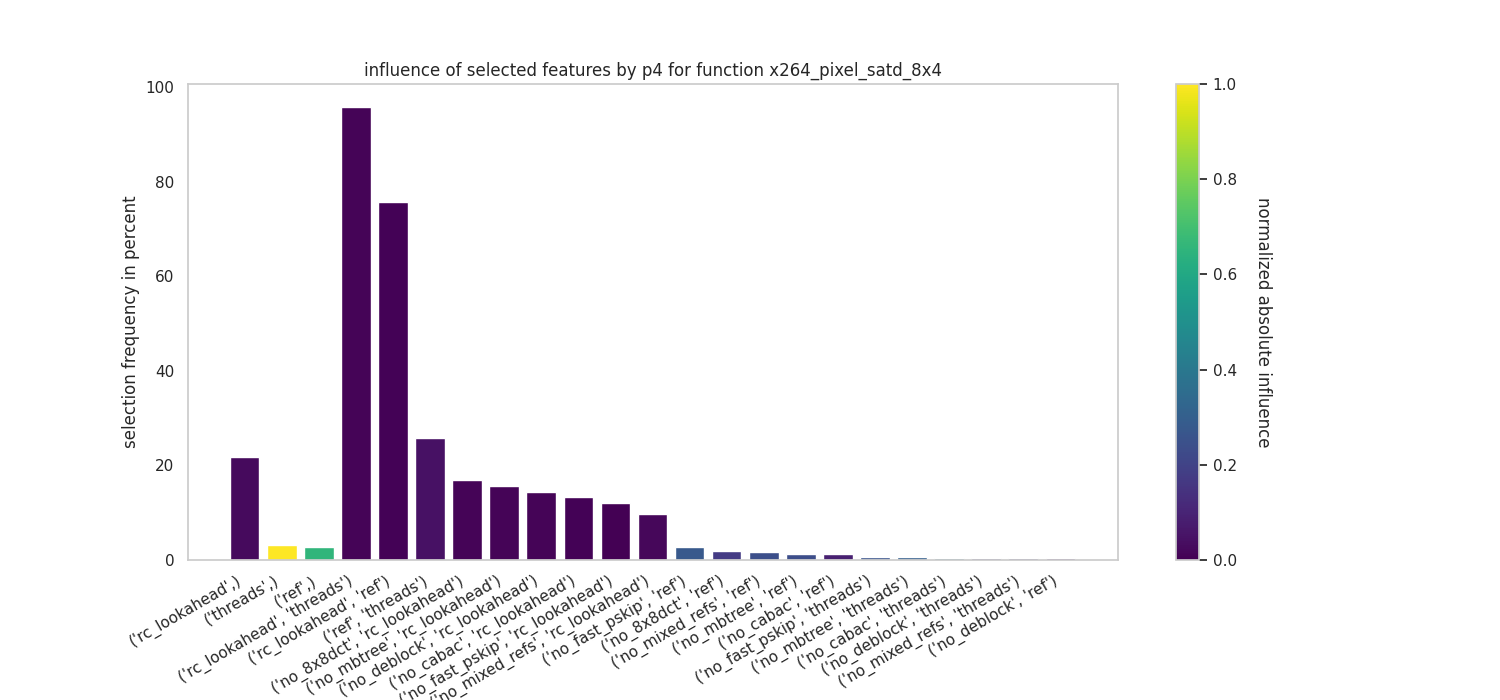 influence of selected features by p4 for function x264_pixel_satd_8x4
selection frequency in percent
100
80
60
40
20
0
('rc_lookahead',)
('threads',)
('ref',)
('rc_lookahead', 'threads')
('rc_lookahead', 'ref')
('ref', 'threads')
('no_8x8dct', 'rc_lookahead')
('no_mbtree', 'rc_lookahead')
('no_deblock', 'rc_lookahead')
('no_cabac', 'rc_lookahead')
('no_fast_pskip', 'rc_lookahead')
('no_mixed_refs', 'rc_lookahead')
('no_fast_pskip', 'ref')
('no_8x8dct', 'ref')
('no_mixed_refs', 'ref')
('no_mbtree', 'ref')
('no_cabac', 'ref')
('no_fast_pskip', 'threads')
('no_mbtree', 'threads')
('no_cabac', 'threads')
('no_deblock', 'threads')
('no_mixed_refs', 'threads')
('no_deblock', 'ref')
1.0
0.8
0.6
0.4
0.2
0.0
normalized absolute influence